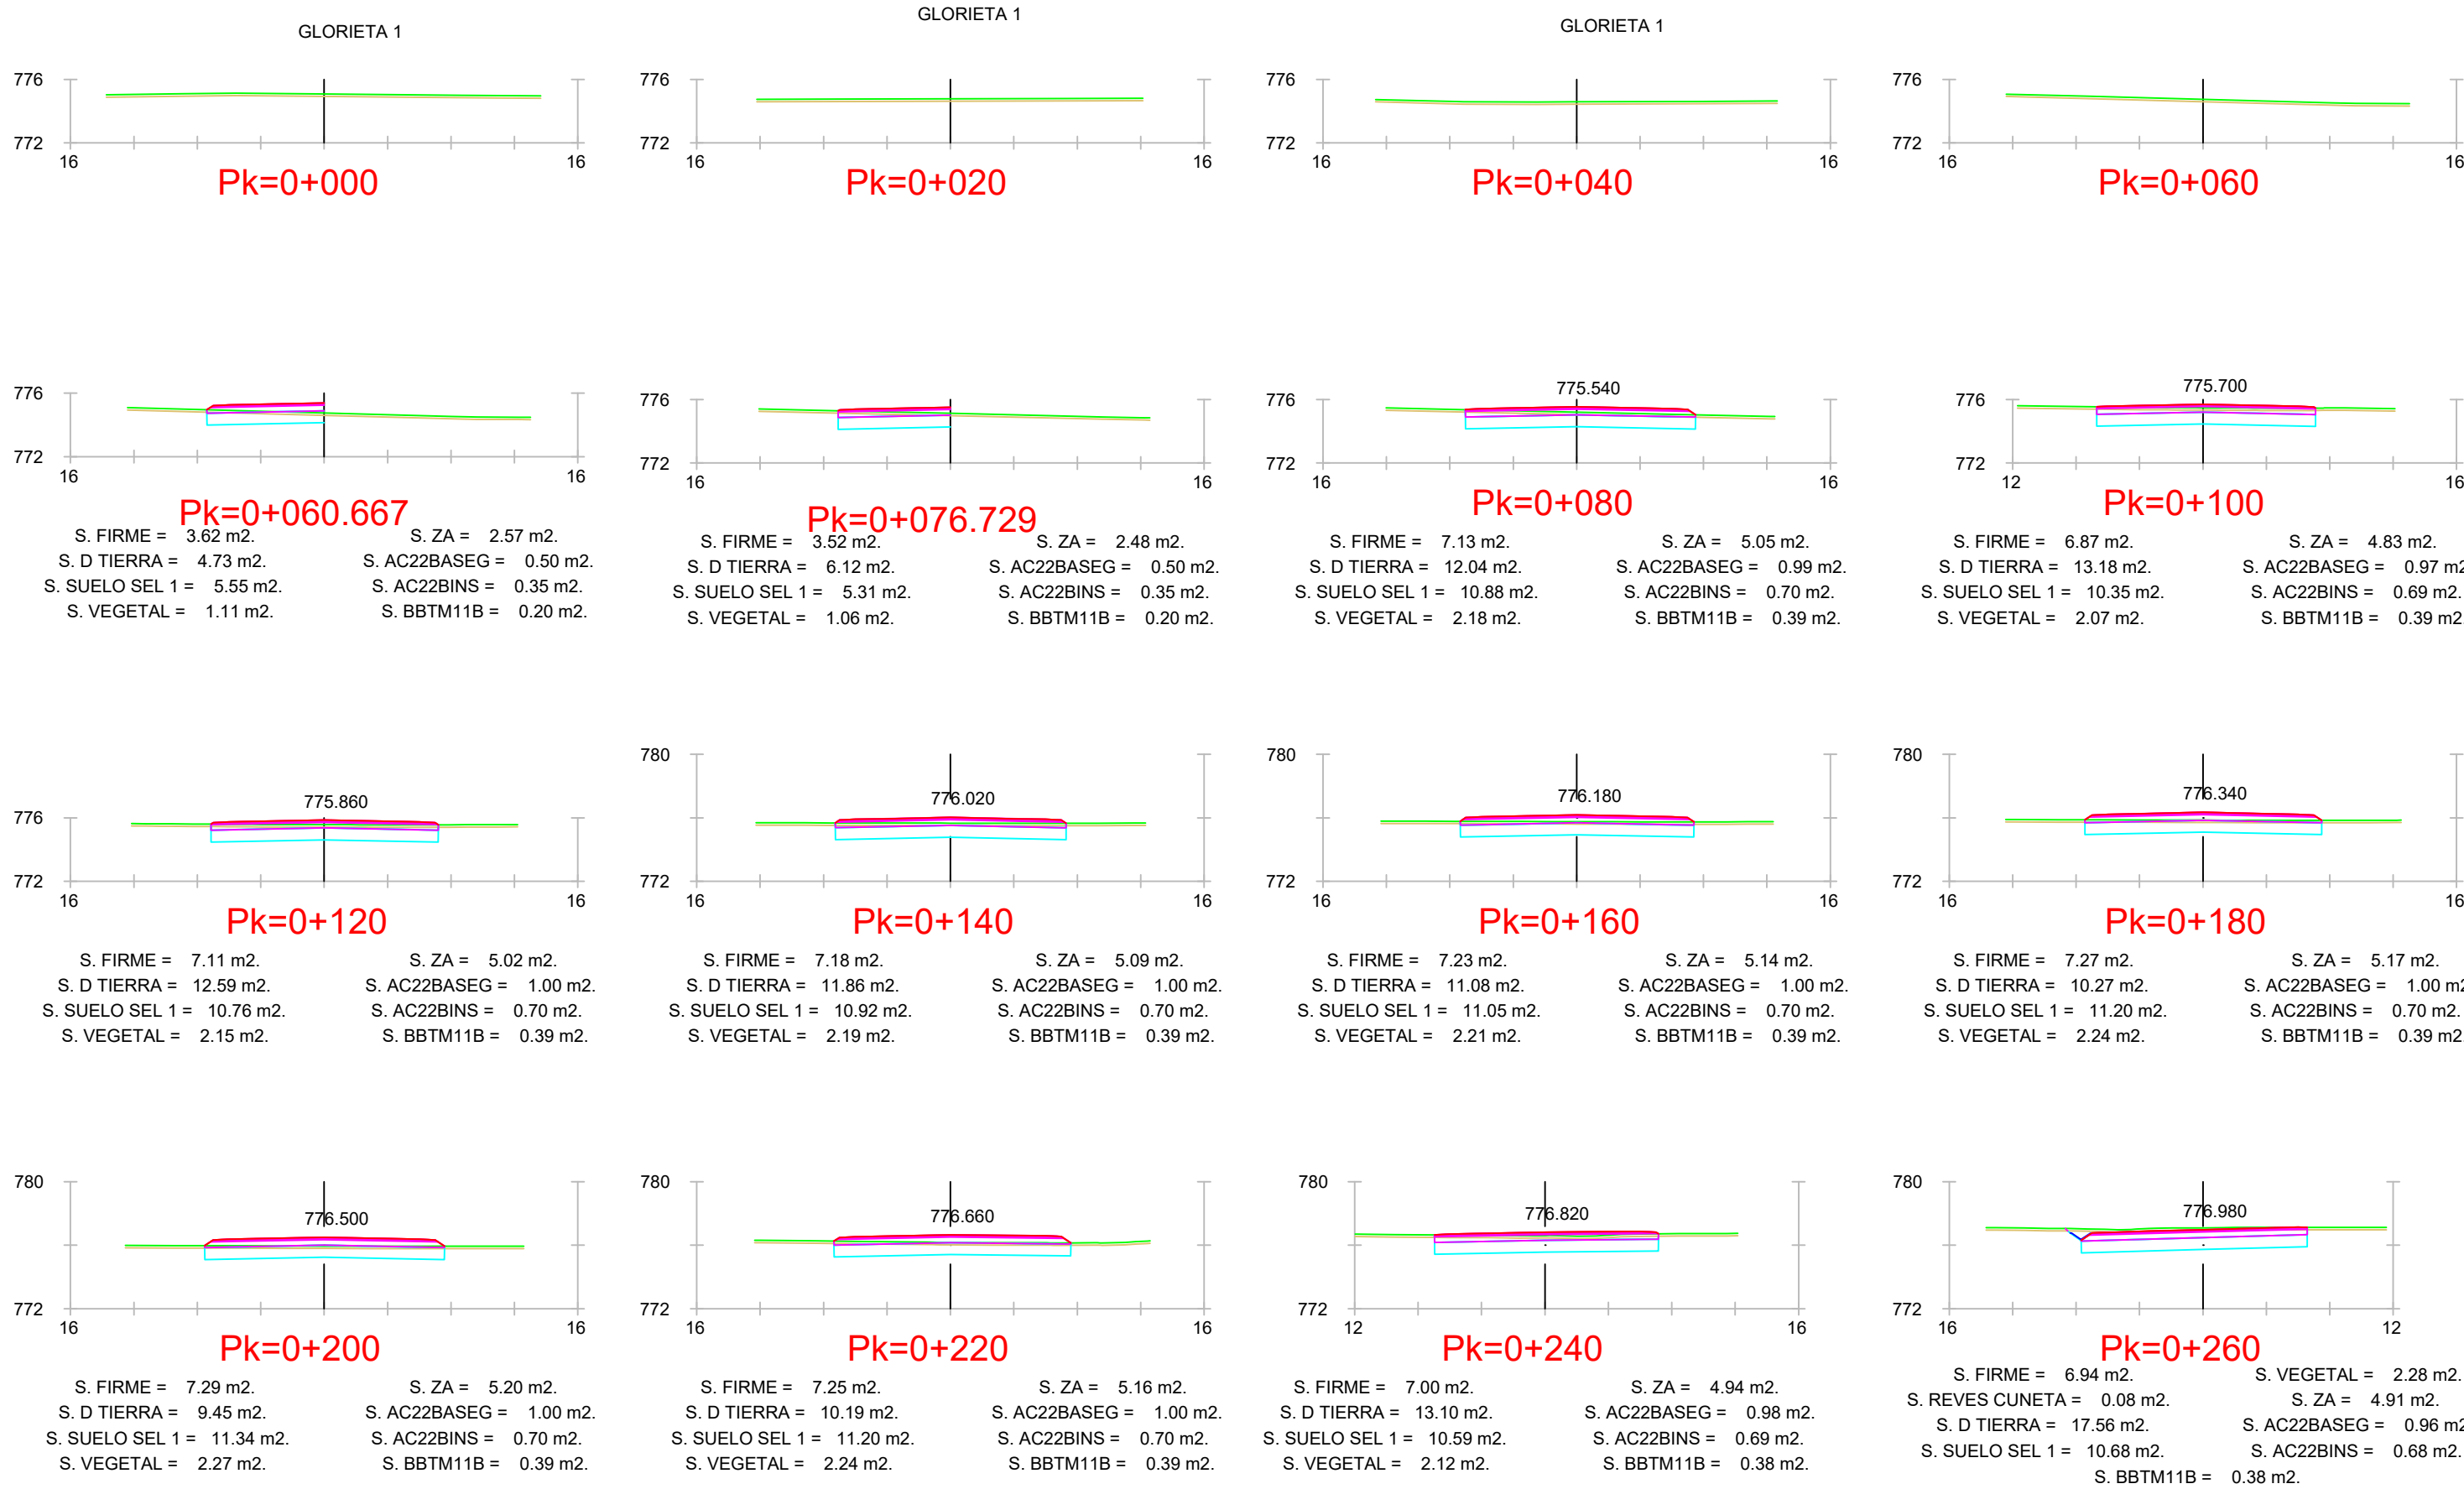 GLORIETA 1
GLORIETA 1
GLORIETA 1
776
772
16
16
Pk=0+000
776
772
16
16
Pk=0+020
776
772
16
16
Pk=0+040
776
772
16
16
Pk=0+060
776
772
16
16
Pk=0+060.667
S. FIRME = 3.62 m2.
S. ZA = 2.57 m2.
S. D TIERRA = 4.73 m2.
S. AC22BASEG = 0.50 m2.
S. SUELO SEL 1 = 5.55 m2.
S. AC22BINS = 0.35 m2.
S. VEGETAL = 1.11 m2.
S. BBTM11B = 0.20 m2.
776
772
16
16
Pk=0+076.729
S. FIRME = 3.52 m2.
S. ZA = 2.48 m2.
S. D TIERRA = 6.12 m2.
S. AC22BASEG = 0.50 m2.
S. SUELO SEL 1 = 5.31 m2.
S. AC22BINS = 0.35 m2.
S. VEGETAL = 1.06 m2.
S. BBTM11B = 0.20 m2.
775.540
776
772
16
16
Pk=0+080
S. FIRME = 7.13 m2.
S. ZA = 5.05 m2.
S. D TIERRA = 12.04 m2.
S. AC22BASEG = 0.99 m2.
S. SUELO SEL 1 = 10.88 m2.
S. AC22BINS = 0.70 m2.
S. VEGETAL = 2.18 m2.
S. BBTM11B = 0.39 m2.
775.700
776
772
12
16
Pk=0+100
S. FIRME = 6.87 m2.
S. ZA = 4.83 m2.
S. D TIERRA = 13.18 m2.
S. AC22BASEG = 0.97 m2
S. SUELO SEL 1 = 10.35 m2.
S. AC22BINS = 0.69 m2.
S. VEGETAL = 2.07 m2.
S. BBTM11B = 0.39 m2
775.860
776
772
16
16
Pk=0+120
S. FIRME = 7.11 m2.
S. ZA = 5.02 m2.
S. D TIERRA = 12.59 m2.
S. AC22BASEG = 1.00 m2.
S. SUELO SEL 1 = 10.76 m2.
S. AC22BINS = 0.70 m2.
S. VEGETAL = 2.15 m2.
S. BBTM11B = 0.39 m2.
780
776.020
772
16
16
Pk=0+140
S. FIRME = 7.18 m2.
S. ZA = 5.09 m2.
S. D TIERRA = 11.86 m2.
S. AC22BASEG = 1.00 m2.
S. SUELO SEL 1 = 10.92 m2.
S. AC22BINS = 0.70 m2.
S. VEGETAL = 2.19 m2.
S. BBTM11B = 0.39 m2.
780
776.180
772
16
16
Pk=0+160
S. FIRME = 7.23 m2.
S. ZA = 5.14 m2.
S. D TIERRA = 11.08 m2.
S. AC22BASEG = 1.00 m2.
S. SUELO SEL 1 = 11.05 m2.
S. AC22BINS = 0.70 m2.
S. VEGETAL = 2.21 m2.
S. BBTM11B = 0.39 m2.
780
776.340
772
16
16
Pk=0+180
S. FIRME = 7.27 m2.
S. ZA = 5.17 m2.
S. D TIERRA = 10.27 m2.
S. AC22BASEG = 1.00 m2
S. SUELO SEL 1 = 11.20 m2.
S. AC22BINS = 0.70 m2.
S. VEGETAL = 2.24 m2.
S. BBTM11B = 0.39 m2
780
776.500
772
16
16
Pk=0+200
S. FIRME = 7.29 m2.
S. ZA = 5.20 m2.
S. D TIERRA = 9.45 m2.
S. AC22BASEG = 1.00 m2.
S. SUELO SEL 1 = 11.34 m2.
S. AC22BINS = 0.70 m2.
S. VEGETAL = 2.27 m2.
S. BBTM11B = 0.39 m2.
780
776.660
772
16
16
Pk=0+220
S. FIRME = 7.25 m2.
S. ZA = 5.16 m2.
S. D TIERRA = 10.19 m2.
S. AC22BASEG = 1.00 m2.
S. SUELO SEL 1 = 11.20 m2.
S. AC22BINS = 0.70 m2.
S. VEGETAL = 2.24 m2.
S. BBTM11B = 0.39 m2.
780
776.820
772
12
16
Pk=0+240
S. FIRME = 7.00 m2.
S. ZA = 4.94 m2.
S. D TIERRA = 13.10 m2.
S. AC22BASEG = 0.98 m2.
S. SUELO SEL 1 = 10.59 m2.
S. AC22BINS = 0.69 m2.
S. VEGETAL = 2.12 m2.
S. BBTM11B = 0.38 m2.
780
776.980
772
16
12
Pk=0+260
S. FIRME = 6.94 m2.
S. VEGETAL = 2.28 m2.
S. REVES CUNETA = 0.08 m2.
S. ZA = 4.91 m2.
S. D TIERRA = 17.56 m2.
S. AC22BASEG = 0.96 m2
S. SUELO SEL 1 = 10.68 m2.
S. AC22BINS = 0.68 m2.
S. BBTM11B = 0.38 m2.